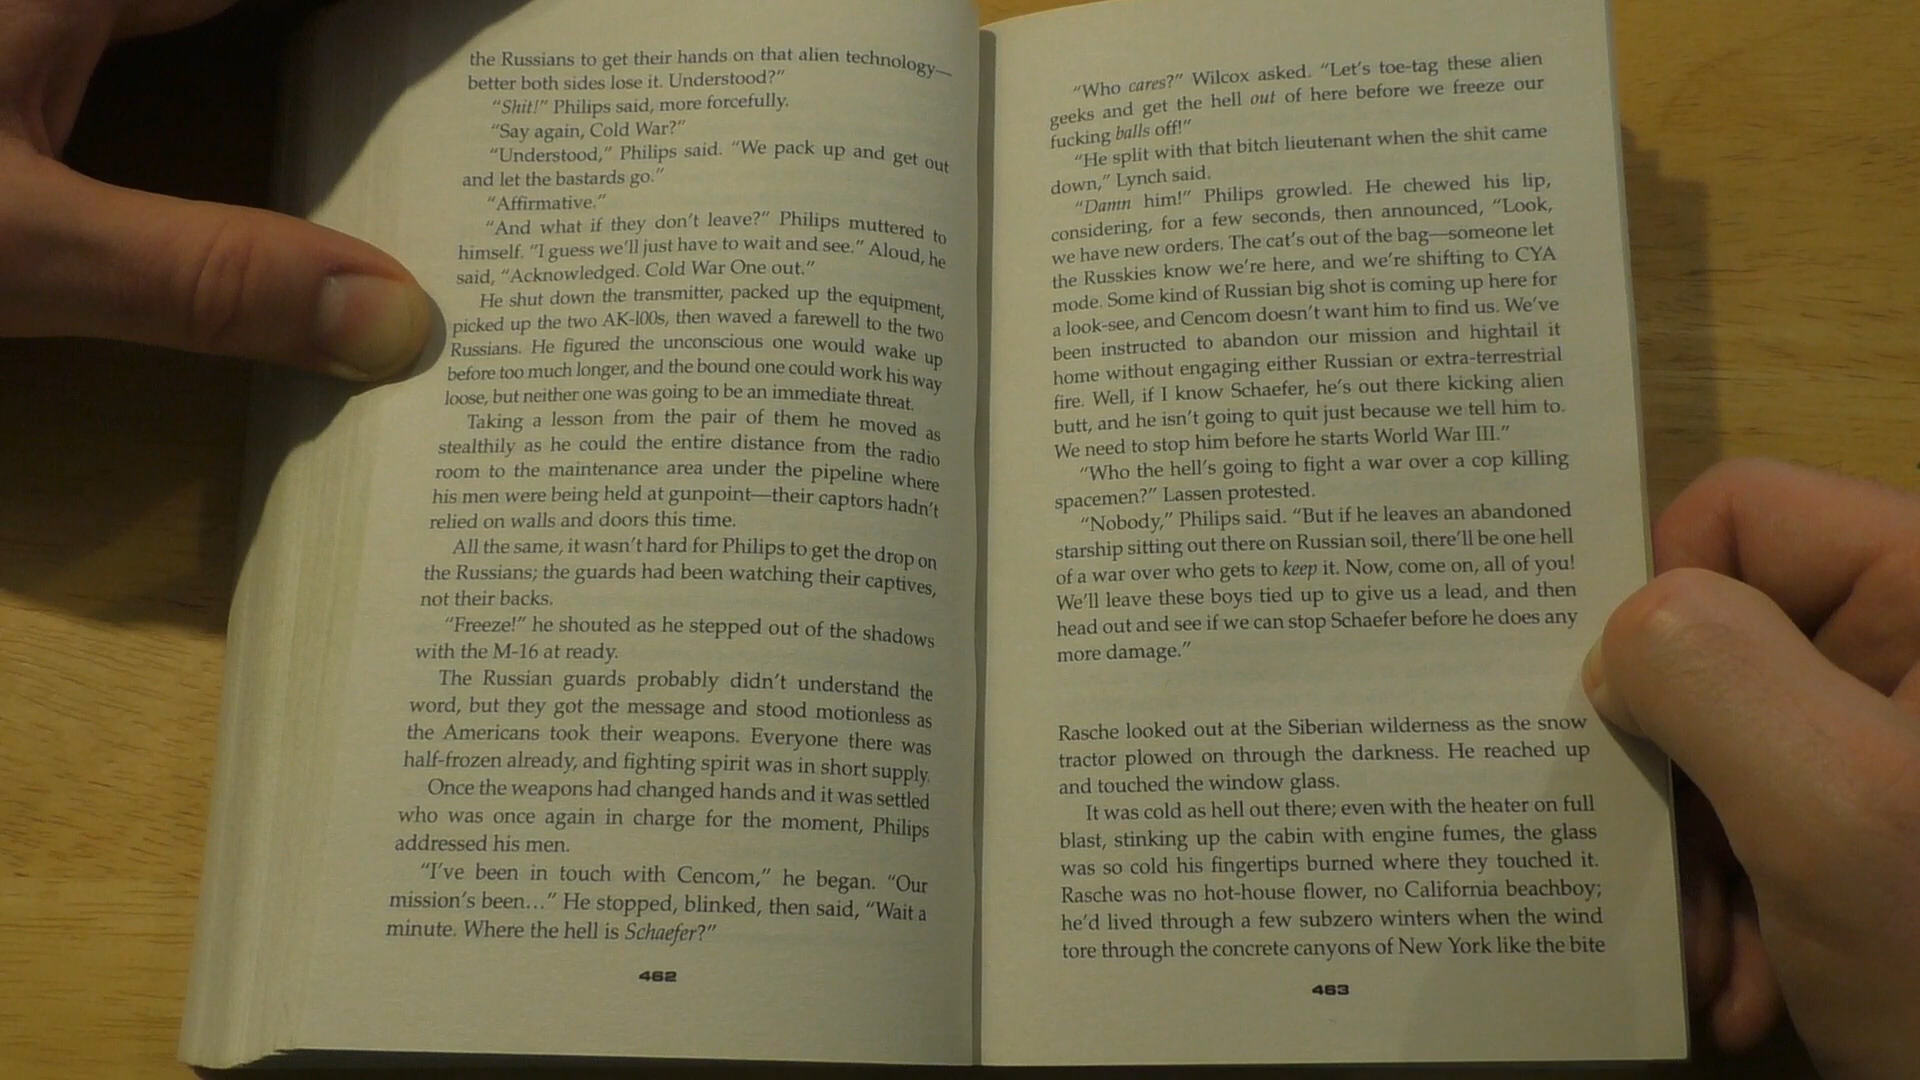 the Russians to get their hands on that alien technology—
better both sides lose it. Understood?”
“Shit!” Philips said, more forcefully.
“Say again, Cold War?”
“Understood,” Philips said. “We pack up and get out
and let the bastards go.”
“Affirmative.”
“And what if they don’t leave?” Philips muttered to
himself. “I guess we’ll just have to wait and see.” Aloud, he
said, “Acknowledged. Cold War One out.”
He shut down the transmitter, packed up the equipment,
picked up the two AK-100s, then waved a farewell to the two
Russians. He figured the unconscious one would wake up
before too much longer, and the bound one could work his way
loose, but neither one was going to be an immediate threat.
Taking a lesson from the pair of them he moved as
stealthily as he could the entire distance from the radio
room to the maintenance area under the pipeline where
his men were being held at gunpoint—their captors hadn’t
relied on walls and doors this time.
All the same, it wasn’t hard for Philips to get the drop on
the Russians; the guards had been watching their captives,
not their backs.
“Freeze!” he shouted as he stepped out of the shadows
with the M-16 at ready.
The Russian guards probably didn’t understand the
word, but they got the message and stood motionless as
the Americans took their weapons. Everyone there was
half-frozen already, and fighting spirit was in short supply.
Once the weapons had changed hands and it was settled
who was once again in charge for the moment, Philips
addressed his men.
“I’ve been in touch with Cencom,” he began. “Our
mission’s been…” He stopped, blinked, then said, “Wait a
minute. Where the hell is Schaefer?”
462
“Who cares?” Wilcox asked. “Let’s toe-tag these alien
geeks and get the hell out of here before we freeze our
fucking balls off!”
“He split with that bitch lieutenant when the shit came
down,” Lynch said.
“Damn him!” Philips growled. He chewed his lip,
considering, for a few seconds, then announced, “Look,
we have new orders. The cat’s out of the bag—someone let
the Russkies know we’re here, and we’re shifting to CYA
mode. Some kind of Russian big shot is coming up here for
a look-see, and Cencom doesn’t want him to find us. We’ve
been instructed to abandon our mission and hightail it
home without engaging either Russian or extra-terrestrial
fire. Well, if I know Schaefer, he’s out there kicking alien
butt, and he isn’t going to quit just because we tell him to.
We need to stop him before he starts World War III.”
“Who the hell’s going to fight a war over a cop killing
spacemen?” Lassen protested.
“Nobody,” Philips said. “But if he leaves an abandoned
starship sitting out there on Russian soil, there’ll be one hell
of a war over who gets to keep it. Now, come on, all of you!
We’ll leave these boys tied up to give us a lead, and then
head out and see if we can stop Schaefer before he does any
more damage.”
Rasche looked out at the Siberian wilderness as the snow
tractor plowed on through the darkness. He reached up
and touched the window glass.
It was cold as hell out there; even with the heater on full
blast, stinking up the cabin with engine fumes, the glass
was so cold his fingertips burned where they touched it.
Rasche was no hot-house flower, no California beachboy;
he’d lived through a few subzero winters when the wind
tore through the concrete canyons of New York like the bite
463